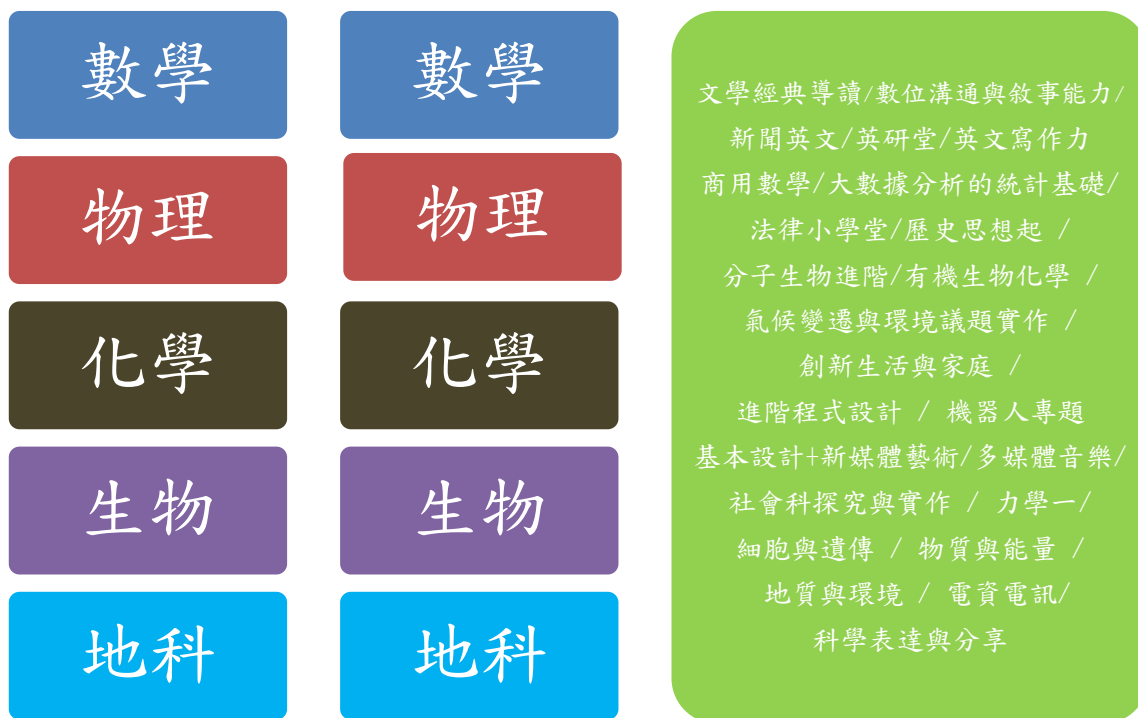 數學
物理
化學
生物
地科
數學
物理
化學
生物
地科
文學經典導讀/數位溝通與敘事能力/
新聞英文/英研堂/英文寫作力
商用數學/大數據分析的統計基礎/
法律小學堂/歷史思想起 /
分子生物進階/有機生物化學 /
氣候變遷與環境議題實作 /
創新生活與家庭 /
進階程式設計 / 機器人專題
基本設計+新媒體藝術/多媒體音樂/
社會科探究與實作 / 力學一/
細胞與遺傳 / 物質與能量 /
地質與環境 / 電資電訊/
科學表達與分享